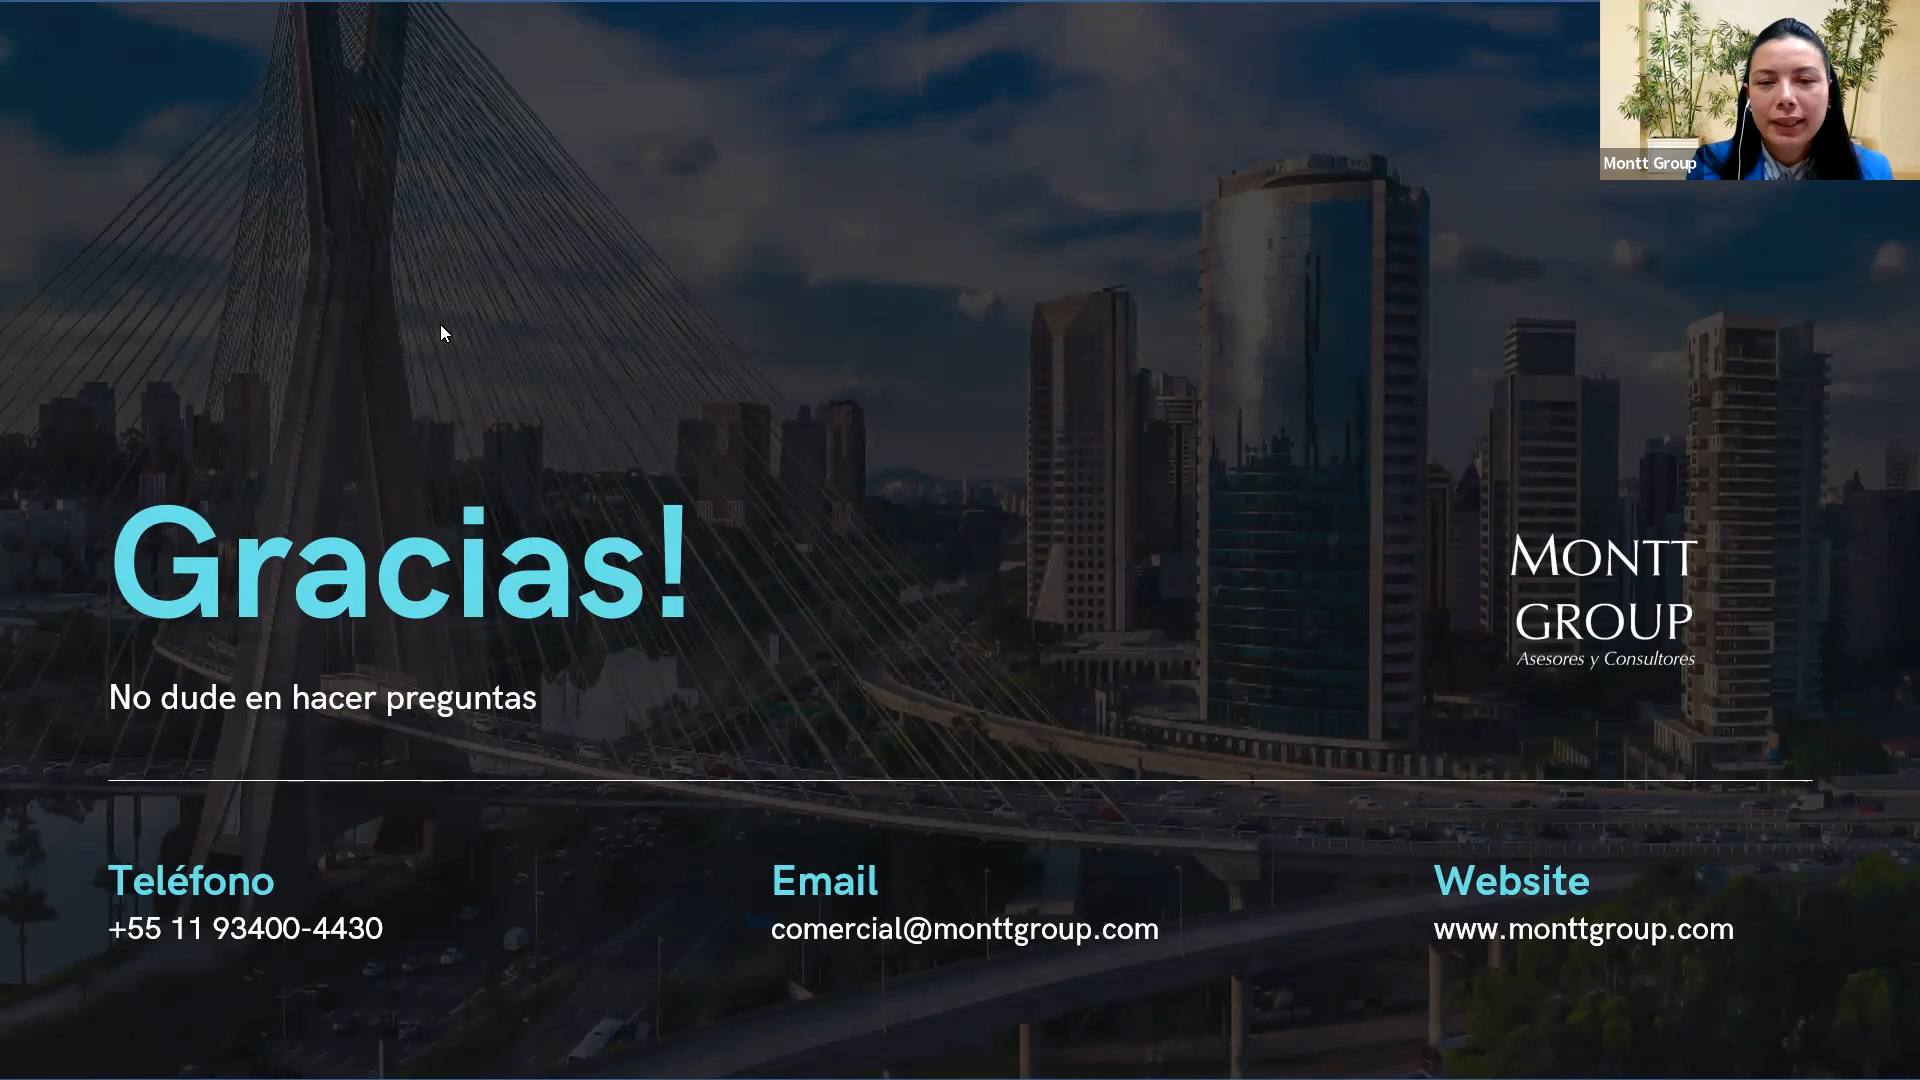 Montt Group
Gracias!
No dude en hacer preguntas
MONTT
GROUP
Asesores y Consultores
Teléfono
+55 11 93400-4430
Email
comercial@monttgroup.com
Website
www.monttgroup.com